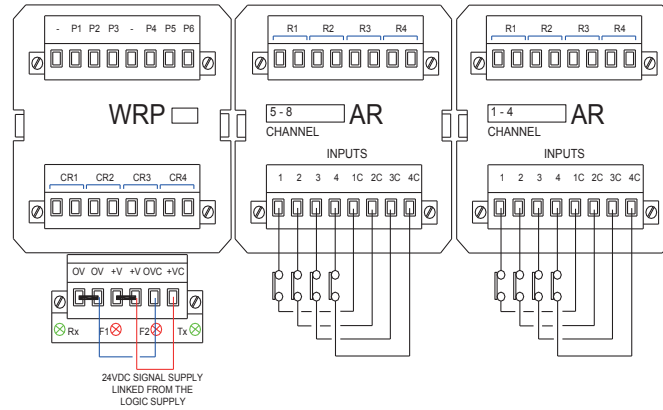 - P1 P2 P3 - P4 P5 P6
R1 R2 R3 R4
R1 R2 R3 R4
WRP
5 - 8 AR
CHANNEL
1 - 4 AR
CHANNEL
INPUTS
INPUTS
CR1 CR2 CR3 CR4
1 2 3 4 1C 2C 3C 4C
1 2 3 4 1C 2C 3C 4C
OV OV +V +V OVC +VC
Rx F1 F2 Tx
24VDC SIGNAL SUPPLY
LINKED FROM THE
LOGIC SUPPLY